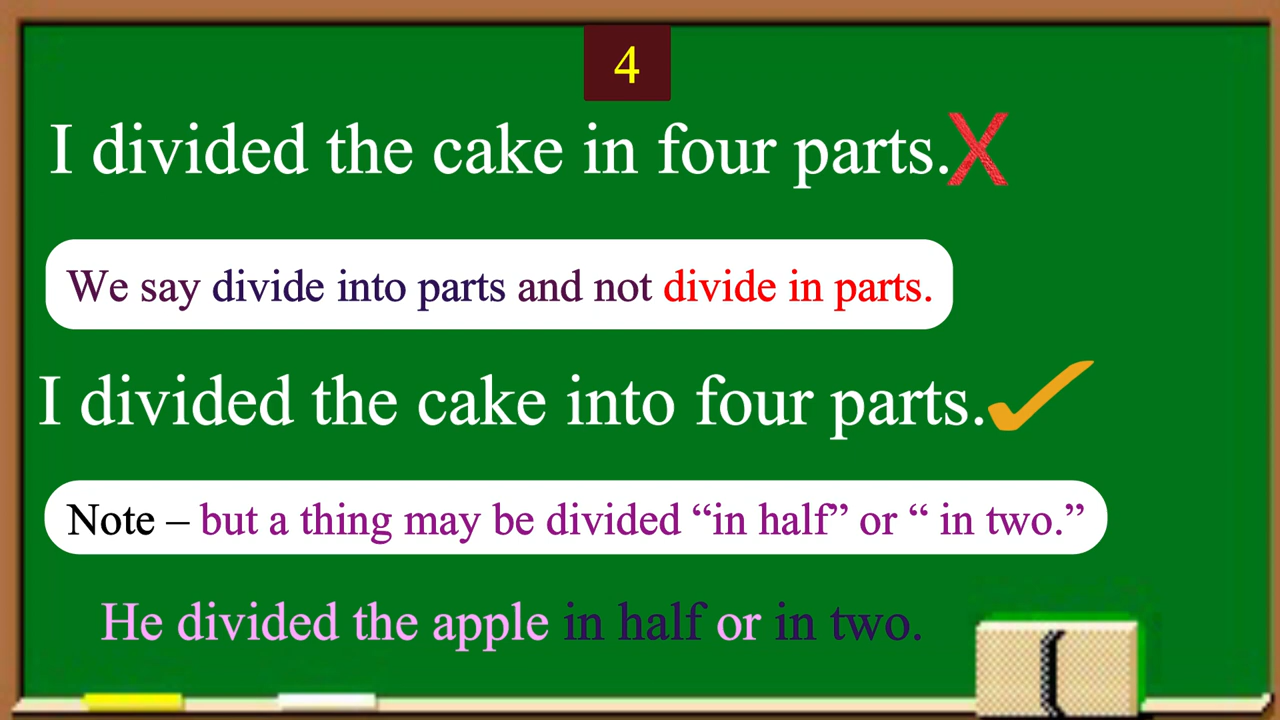 4
I divided the cake in four parts.X
We say divide into parts and not divide in parts.
I divided the cake into four parts.✓
Note – but a thing may be divided “in half” or “ in two.”
He divided the apple in half or in two.